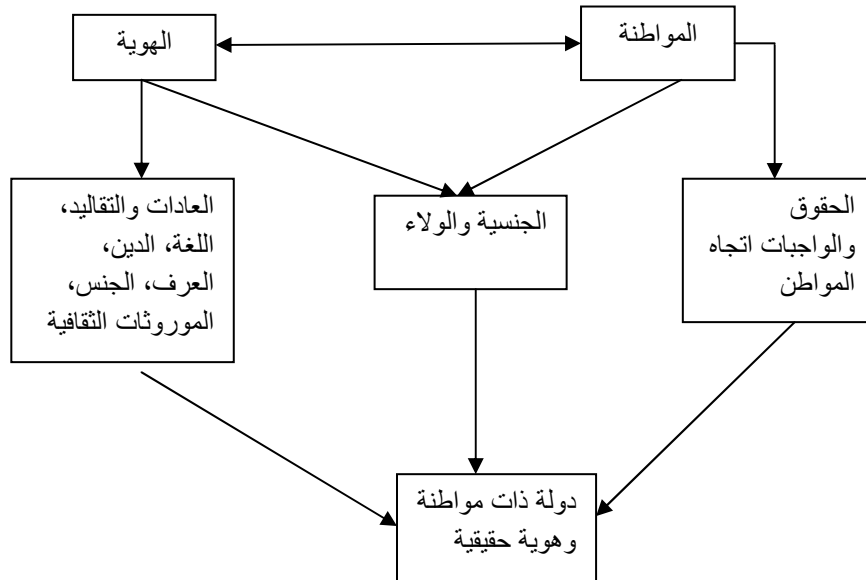 المواطنة
الهوية
الحقوق
والواجبات اتجاه
المواطن
الجنسية والولاء
العادات والتقاليد،
اللغة، الدين،
العرف، الجنس،
الموروثات الثقافية
دولة ذات مواطنة
وهوية حقيقية